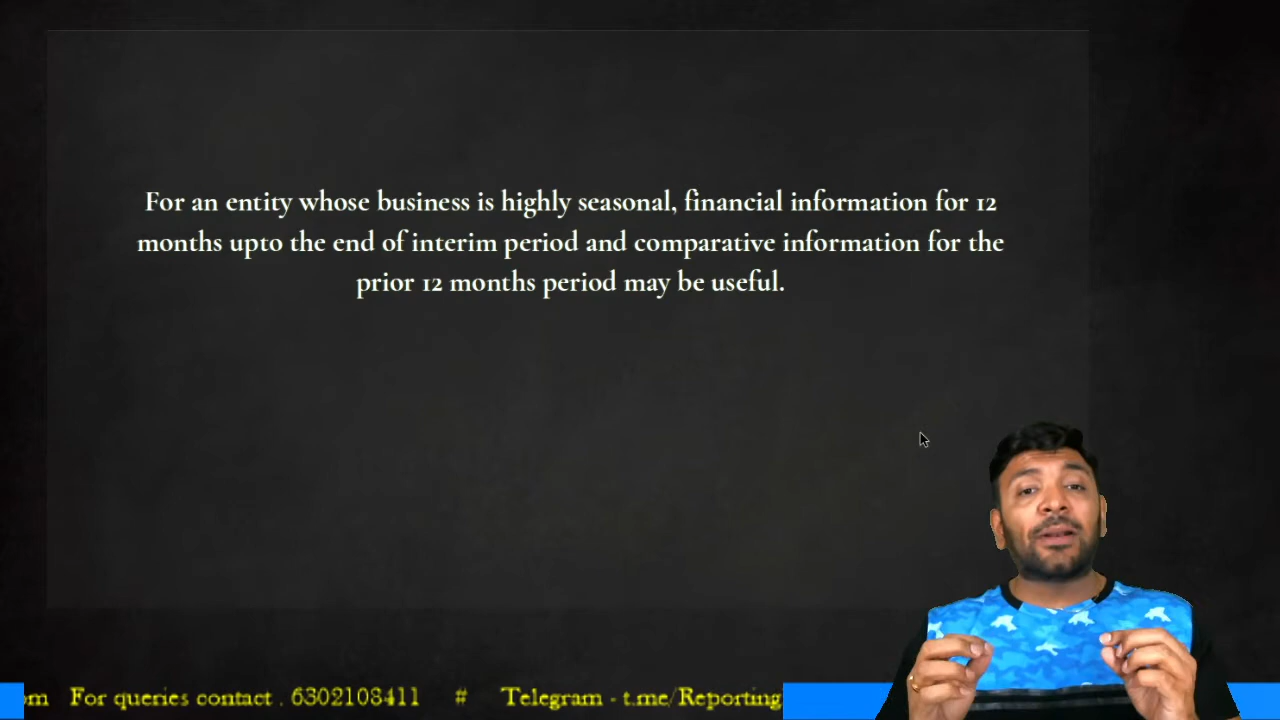 For an entity whose business is highly seasonal, financial information for 12
months upto the end of interim period and comparative information for the
prior 12 months period may be useful.
om For queries contact . 6302108411 # Telegram - t.me/Reporting